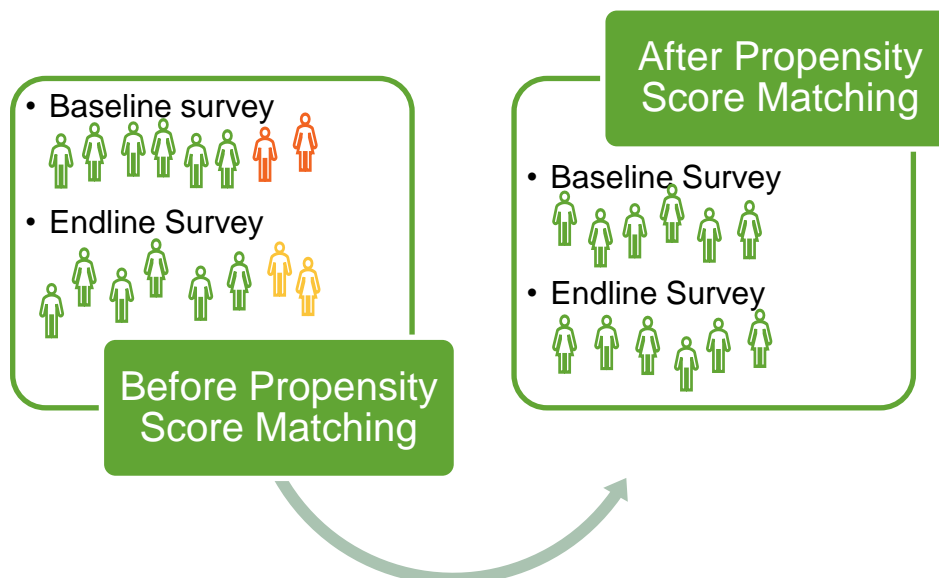 • Baseline survey
• Endline Survey
Before Propensity
Score Matching
After Propensity
Score Matching
• Baseline Survey
• Endline Survey